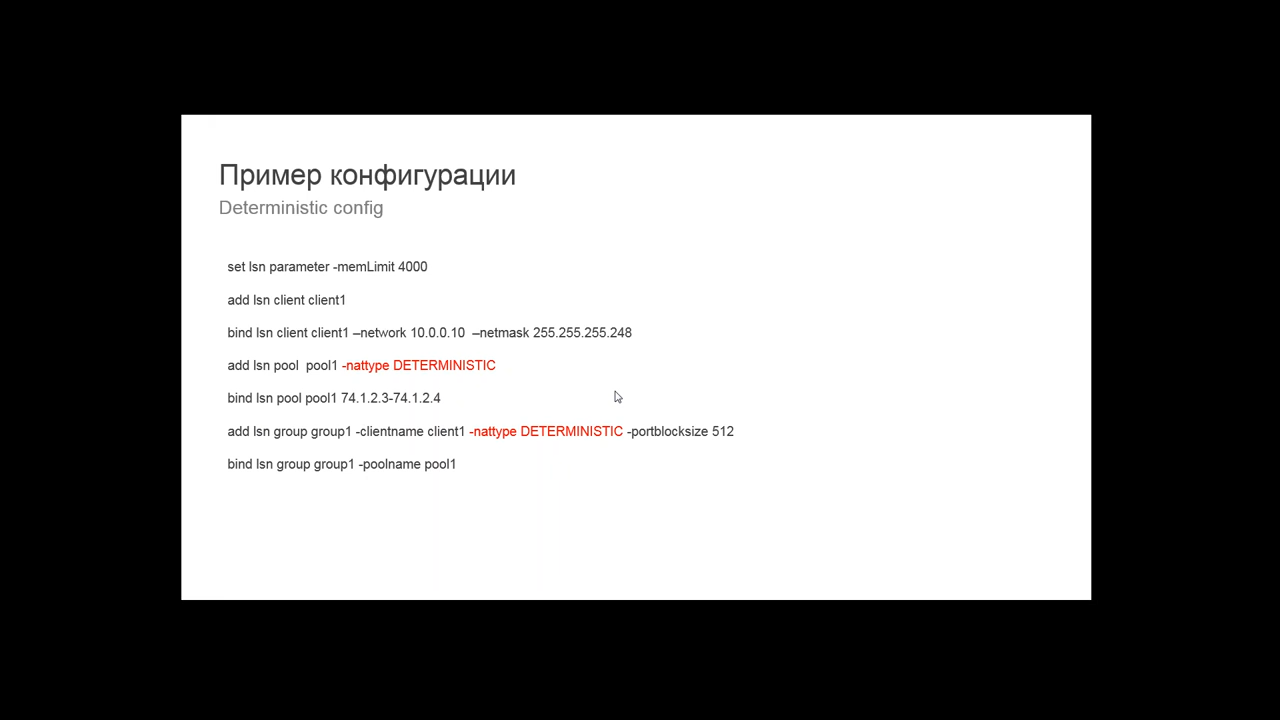 Пример конфигурации
Deterministic config
set lsn parameter -memLimit 4000
add lsn client client1
bind lsn client client1 –network 10.0.0.10  –netmask 255.255.255.248
add lsn pool  pool1 -nattype DETERMINISTIC
bind lsn pool pool1 74.1.2.3-74.1.2.4
add lsn group group1 -clientname client1 -nattype DETERMINISTIC -portblocksize 512
bind lsn group group1 -poolname pool1